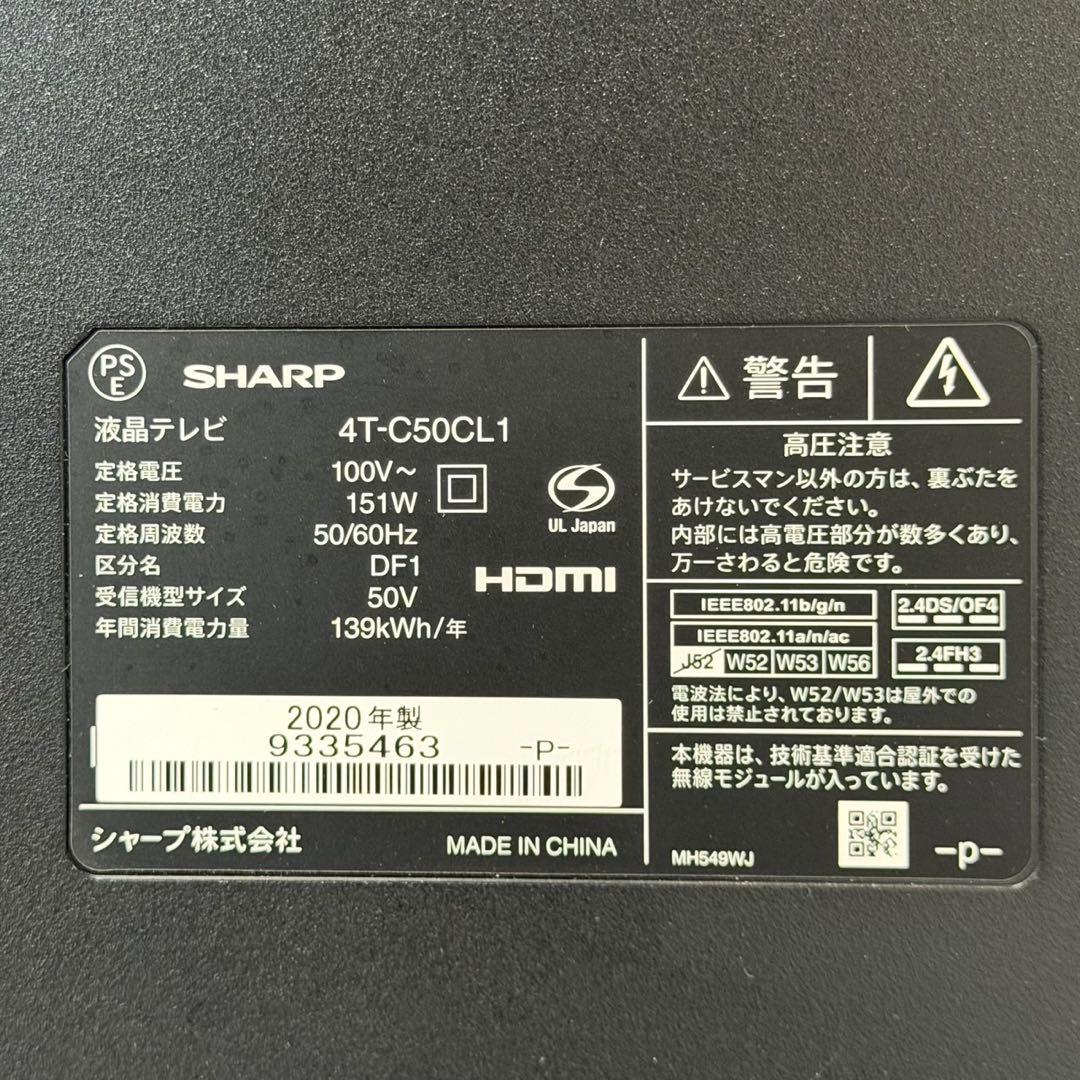 PS
E
SHARP
液晶テレビ 4T-C50CL1
定格電圧 100V～
定格消費電力 151W
定格周波数 50/60Hz
区分名 DF1
受信機型サイズ 50V
年間消費電力量 139kWh/年
S
UL Japan
HDMI
2020年製
9335463 -P-
シャープ株式会社 MADE IN CHINA
警告
高圧注意
サービスマン以外の方は、裏ぶたを
あけないでください。
内部には高電圧部分が数多くあり、
万一さわると危険です。
IEEE802.11b/g/n
IEEE802.11a/n/ac
J52 W52 W53 W56
2.4DS/OF4
2.4FH3
電波法により、W52/W53は屋外での
使用は禁止されております。
本機器は、技術基準適合認証を受けた
無線モジュールが入っています。
MH549WJ -p-